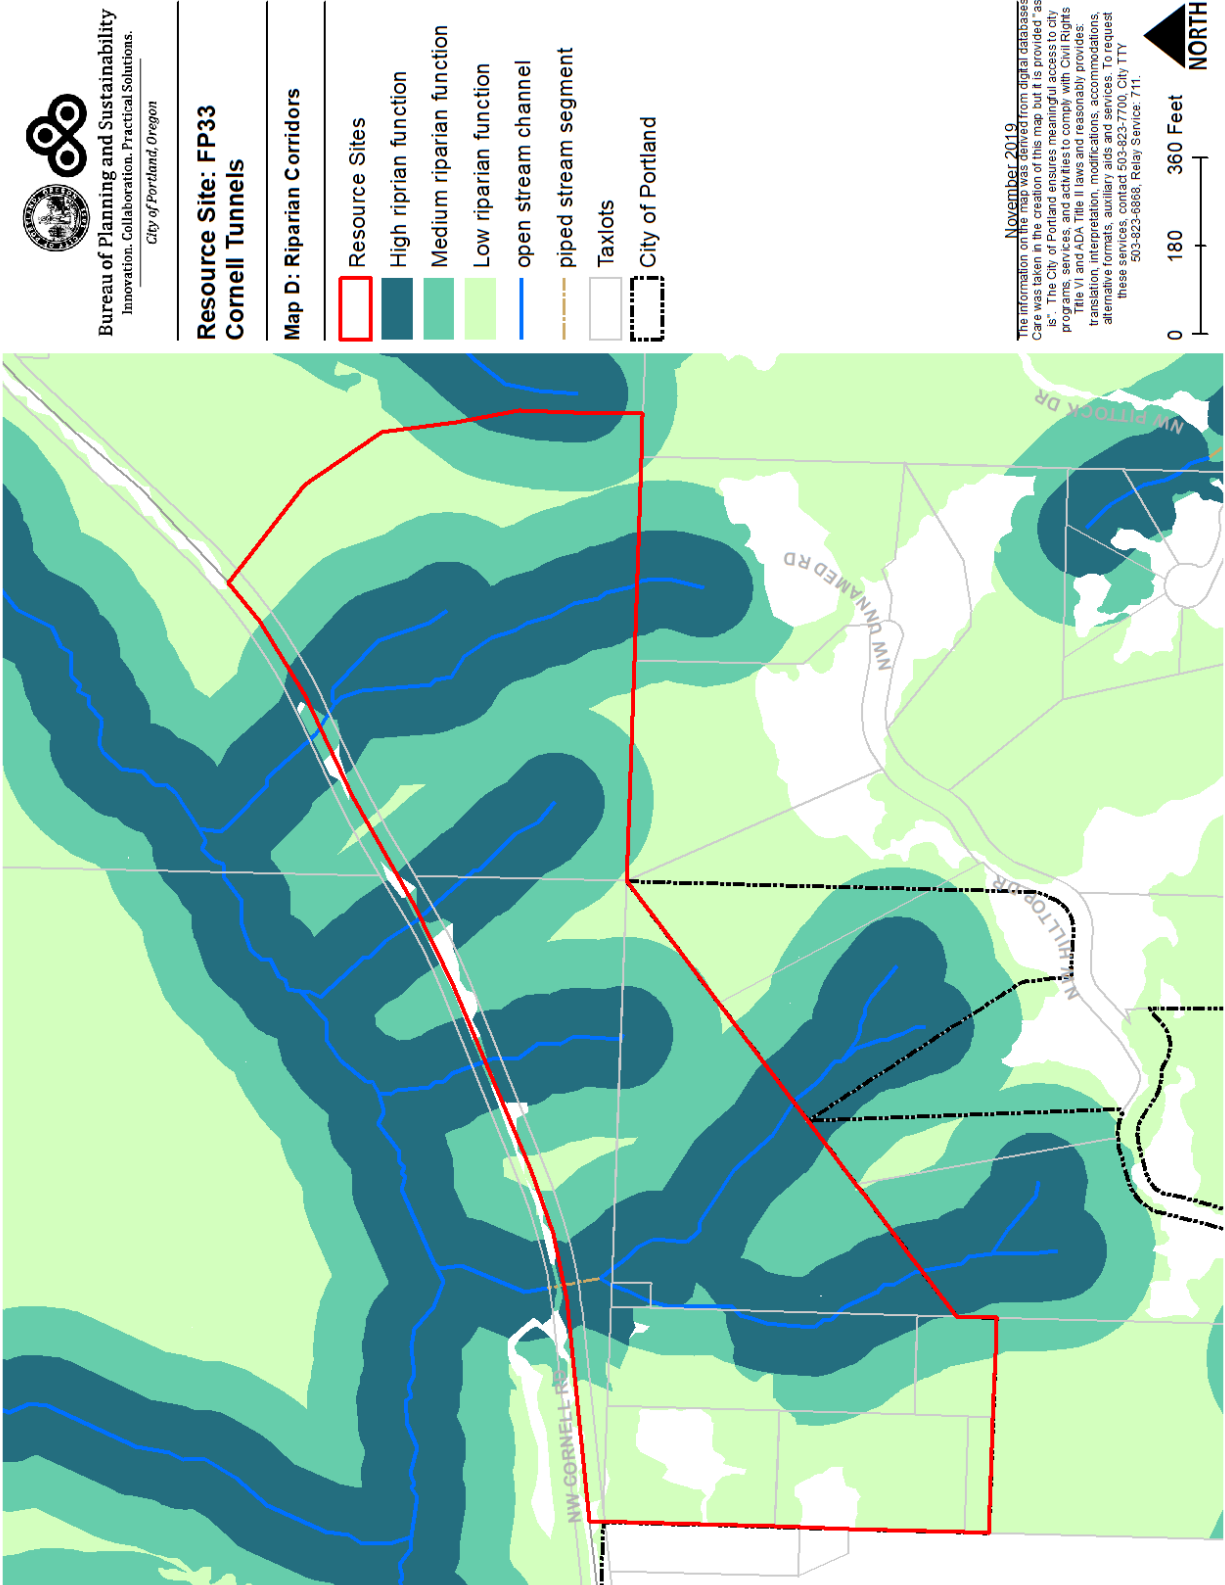 Bureau of Planning and Sustainability
Innovation. Collaboration. Practical Solutions.
City of Portland, Oregon
Resource Site: FP33
Cornell Tunnels
Map D: Riparian Corridors
Resource Sites
High riprian function
Medium riparian function
Low riparian function
open stream channel
piped stream segment
Taxlots
City of Portland
November 2019
The information on the map was derived from digital databases
Care was taken in the creation of this map but it is provided "as
is". The City of Portland ensures meaningful access to city
programs, services, and activities to comply with Civil Rights
Title VI and ADA Title II laws and reasonably provides:
translation, interpretation, modifications, accommodations,
alternative formats, auxiliary aids and services. To request
these services, contact 503-823-7700, City TTY
503-823-6868, Relay Service: 711.
0 180 360 Feet
NORTH
NW PITTOCK DR
NW UNNAMED RD
NW HILLTOP DR
NW CORNELL RD